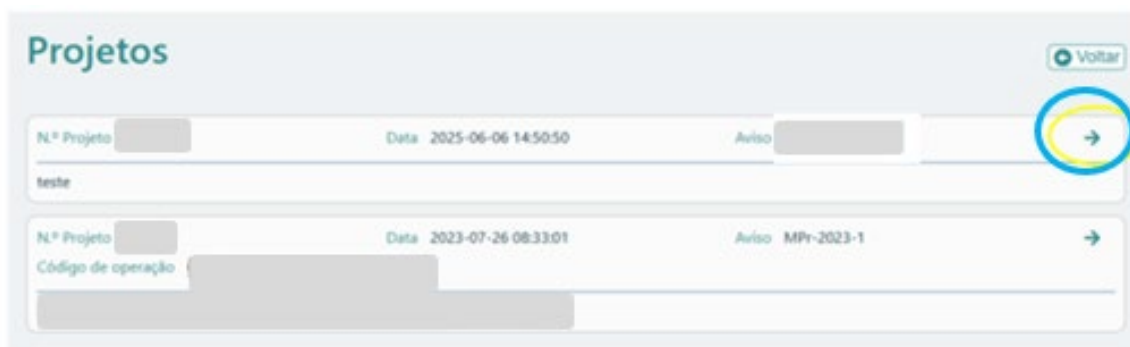 Projetos
Voltar
N.º Projeto Data 2025-06-06 14:50:50 Aviso
teste
N.º Projeto Data 2023-07-26 08:33:01 Aviso MPr-2023-1
Código de operação